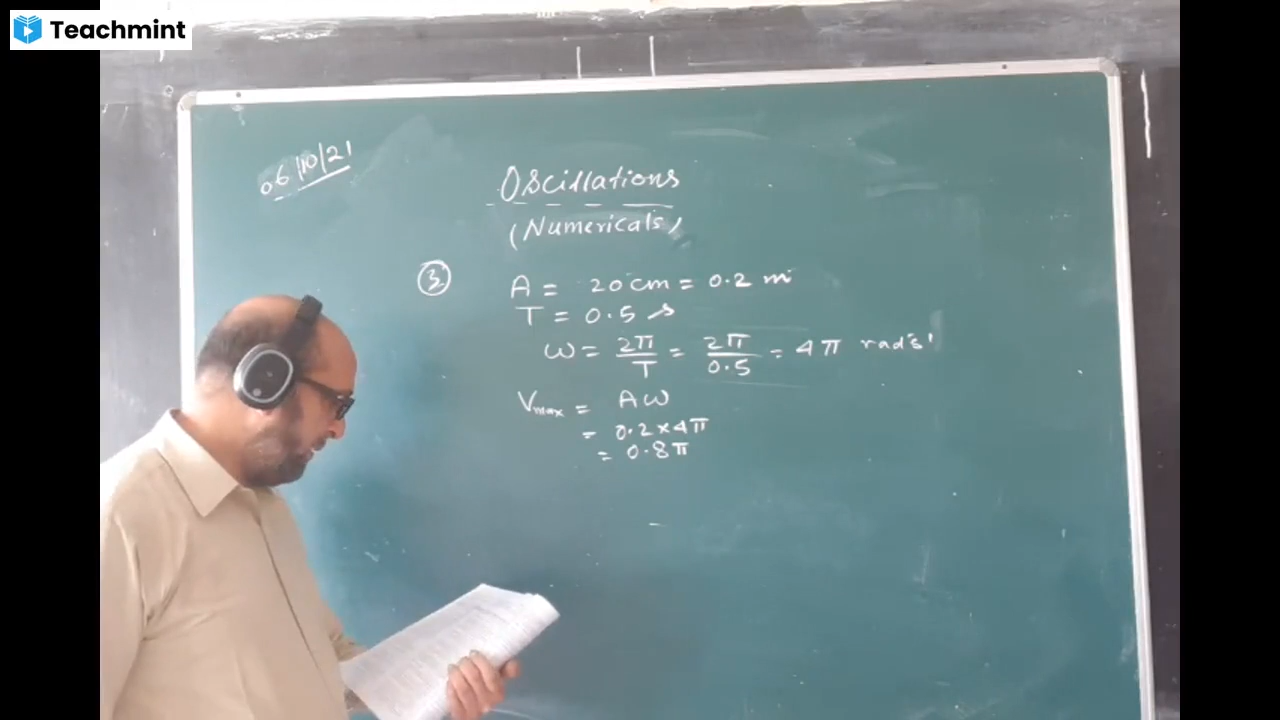 Teachmint
06/10/21
Oscillations
(Numericals)
③ A = 20 cm = 0.2 m
T = 0.5 s
ω = 2π/T = 2π/0.5 = 4π rad s⁻¹
Vmax = Aω
= 0.2×4π
= 0.8π